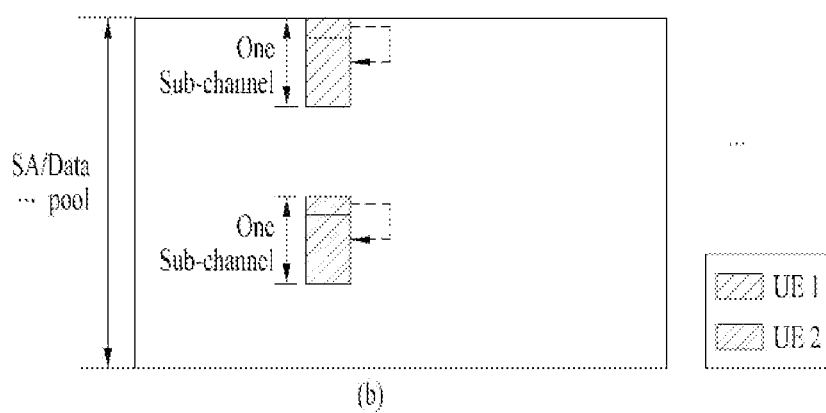 One
Sub-channel
SA/Data
... pool
...
One
Sub-channel
UE 1
UE 2
(b)